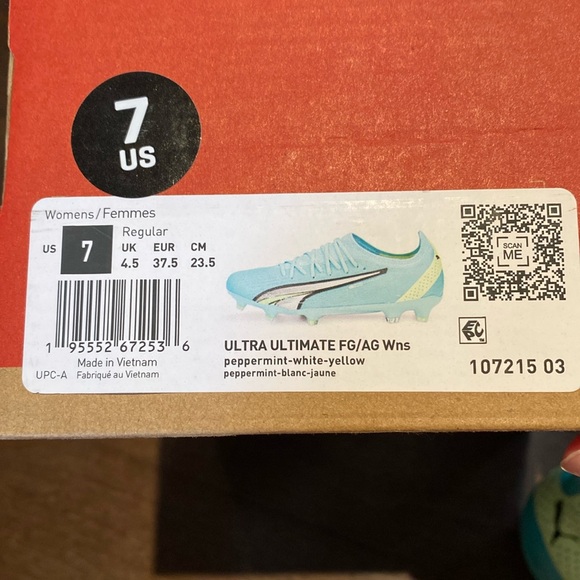 7
US
Womens/Femmes
Regular
US 7 UK EUR CM
4.5 37.5 23.5
1 95552 67253 6
Made in Vietnam
UPC-A Fabriqué au Vietnam
ULTRA ULTIMATE FG/AG Wns
peppermint-white-yellow
peppermint-blanc-jaune
SCAN
ME
107215 03